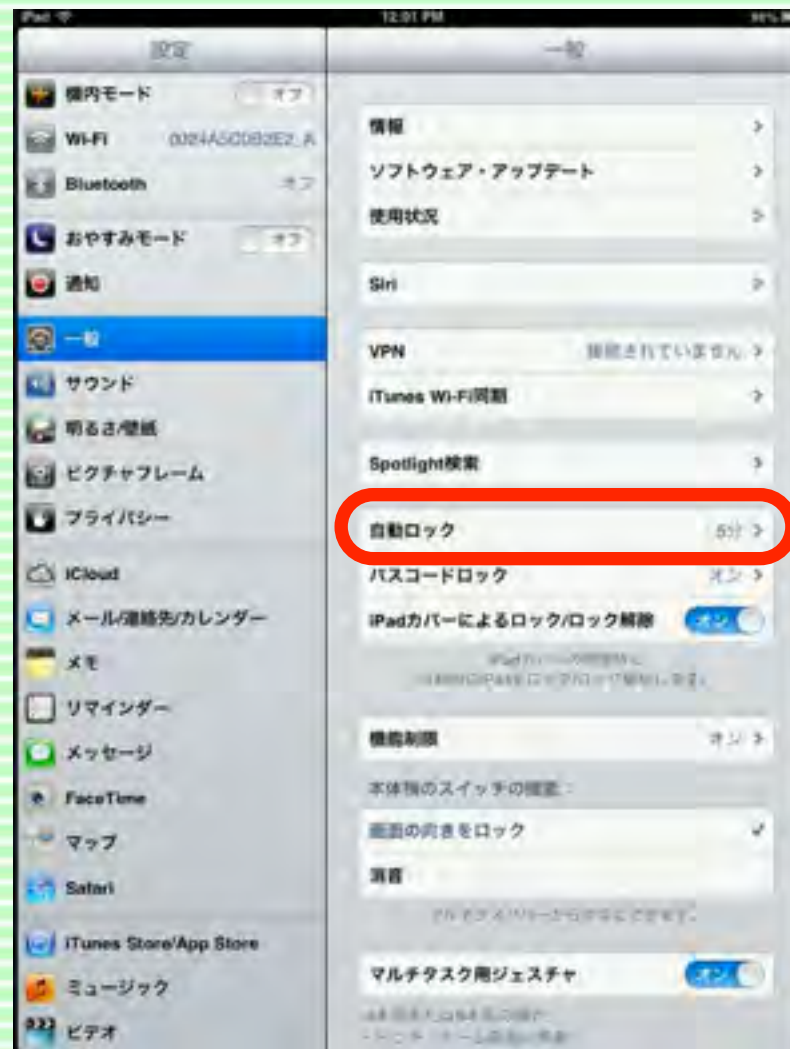 iPad
12:01 PM
設定
一般
機内モード オフ
Wi-Fi
Bluetooth オフ
おやすみモード オフ
通知
一般
サウンド
明るさ/壁紙
ピクチャフレーム
プライバシー
iCloud
メール/連絡先/カレンダー
メモ
リマインダー
メッセージ
FaceTime
マップ
Safari
iTunes Store/App Store
ミュージック
ビデオ
情報
ソフトウェア・アップデート
使用状況
Siri
VPN 接続されていません
iTunes Wi-Fi同期
Spotlight検索
自動ロック 5分
パスコードロック オン
iPadカバーによるロック/ロック解除 オン
機能制限 オン
本体横のスイッチの機能:
画面の向きをロック
消音
マルチタスク用ジェスチャ オン